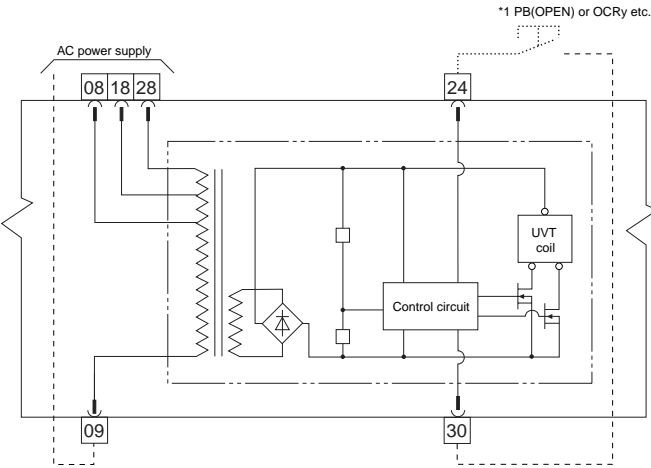 *1 PB(OPEN) or OCRy etc.
AC power supply
08 18 28
24
UVT
coil
Control circuit
09
30